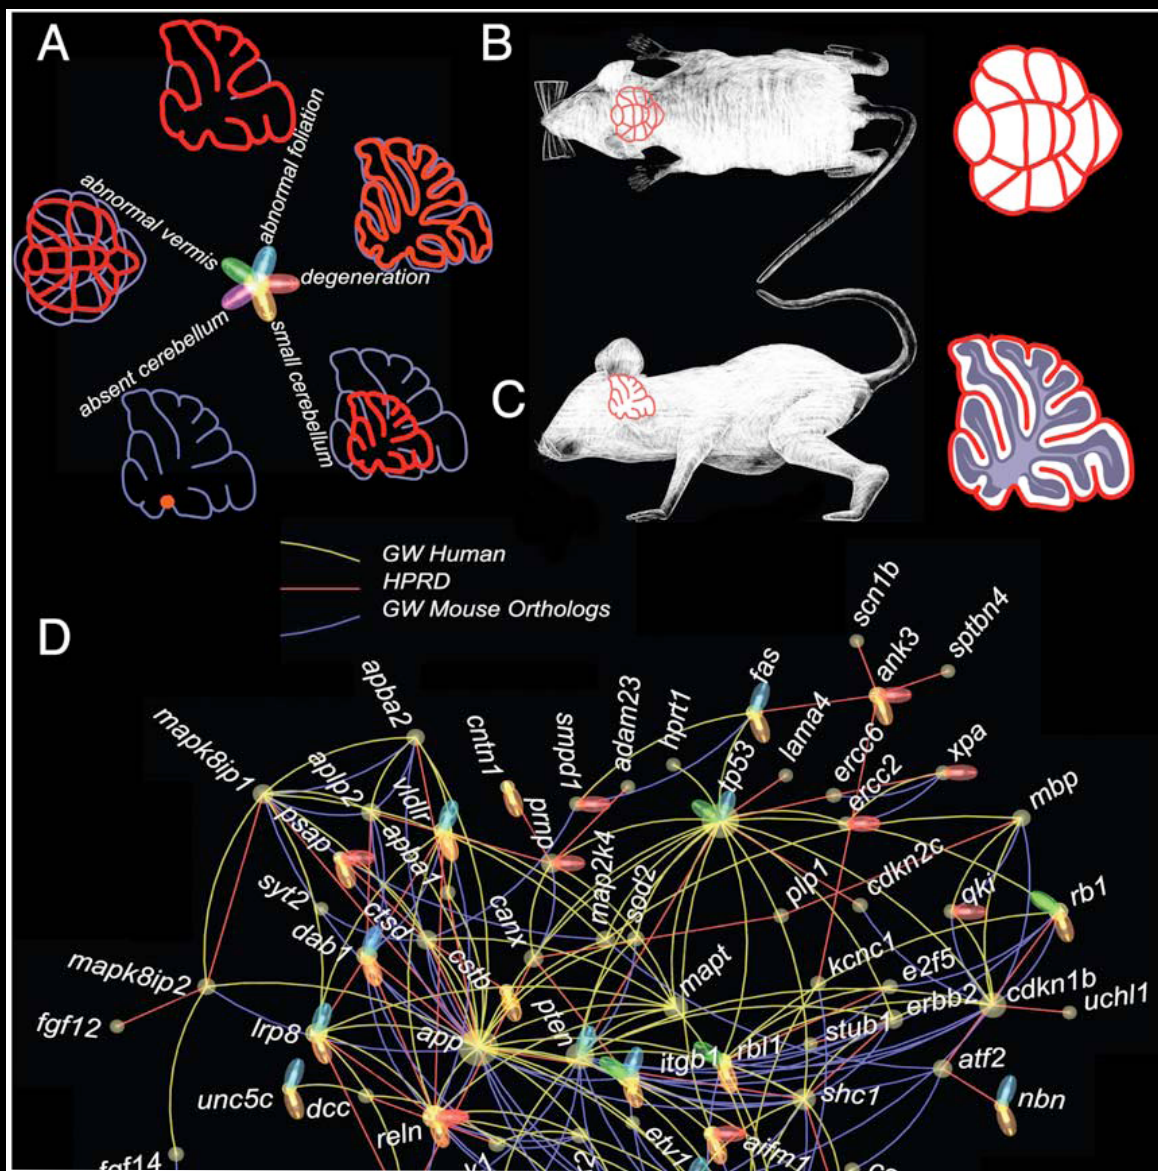 A
abnormal foliation
abnormal vermis
degeneration
absent cerebellum
small cerebellum
B
C
GW Human
HPRD
GW Mouse Orthologs
D
scn1b
sptbn4
ank3
fas
apba2
adam23
hprt1
lama4
mapk8ip1
cntn1
smpd1
tp53
ercc6
xpa
aplp2
vldlr
prnp
ercc2
mbp
psap
apba1
map2k4
sod2
plp1
cdkn2c
qki
rb1
syt2
ctsd
canx
dab1
cstb
mapt
kcnc1
e2f5
mapk8ip2
pten
erbb2
cdkn1b
uchl1
fgf12
lrp8
app
itgb1
rbl1
stub1
atf2
unc5c
dcc
shc1
nbn
reln
etv1
aifm1
fgf14